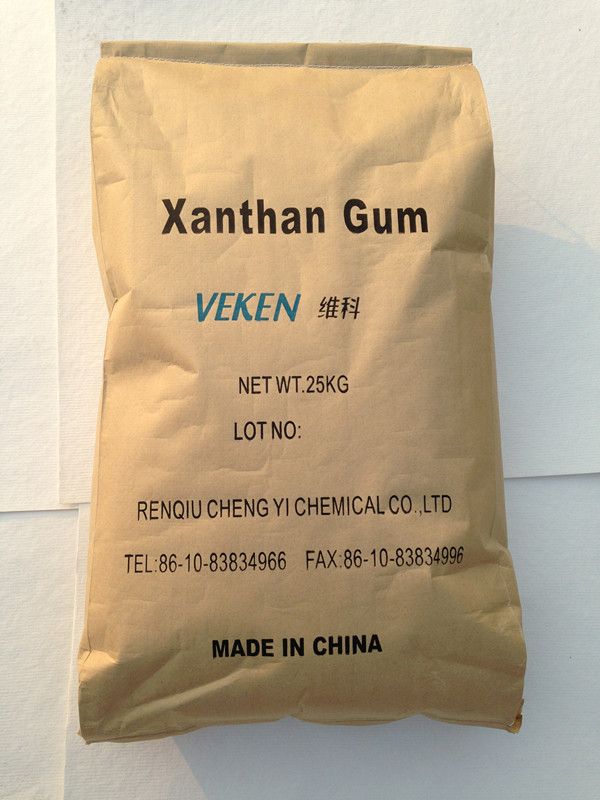 Xanthan Gum
VEKEN 维科
NET WT.25KG
LOT NO:
RENQIU CHENG YI CHEMICAL CO.,LTD
TEL:86-10-83834966 FAX:86-10-83834996
MADE IN CHINA